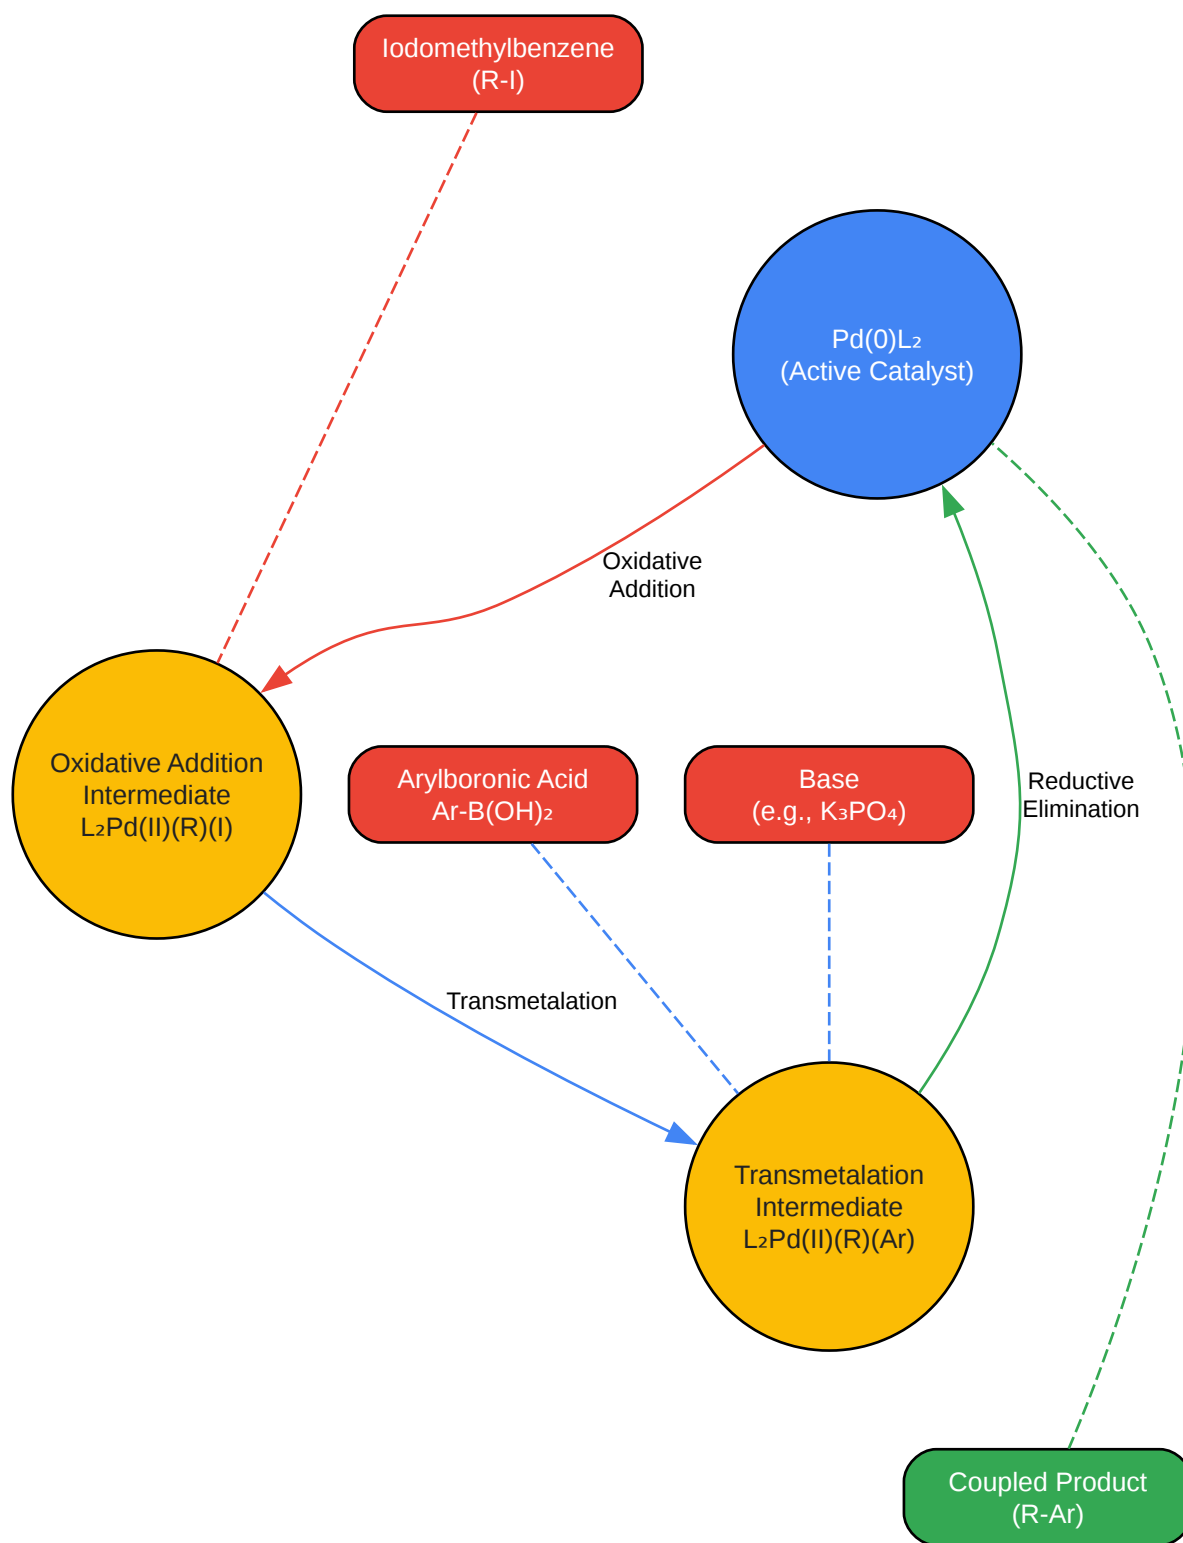 Iodomethylbenzene
(R-I)
Pd(0)L₂
(Active Catalyst)
Oxidative
Addition
Oxidative Addition
Intermediate
L₂Pd(II)(R)(I)
Arylboronic Acid
Ar-B(OH)₂
Base
(e.g., K₃PO₄)
Reductive
Elimination
Transmetalation
Transmetalation
Intermediate
L₂Pd(II)(R)(Ar)
Coupled Product
(R-Ar)